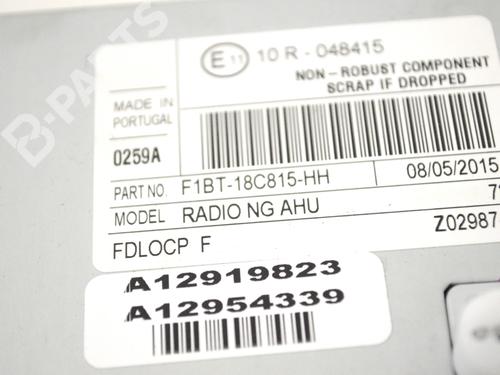 B-PARTS
E 11 10 R - 048415
NON - ROBUST COMPONENT
SCRAP IF DROPPED
MADE IN
PORTUGAL
0259A
PART NO. F1BT-18C815-HH 08/05/2015
MODEL RADIO NG AHU
FDLOCP F Z02987
A12919823
A12954339